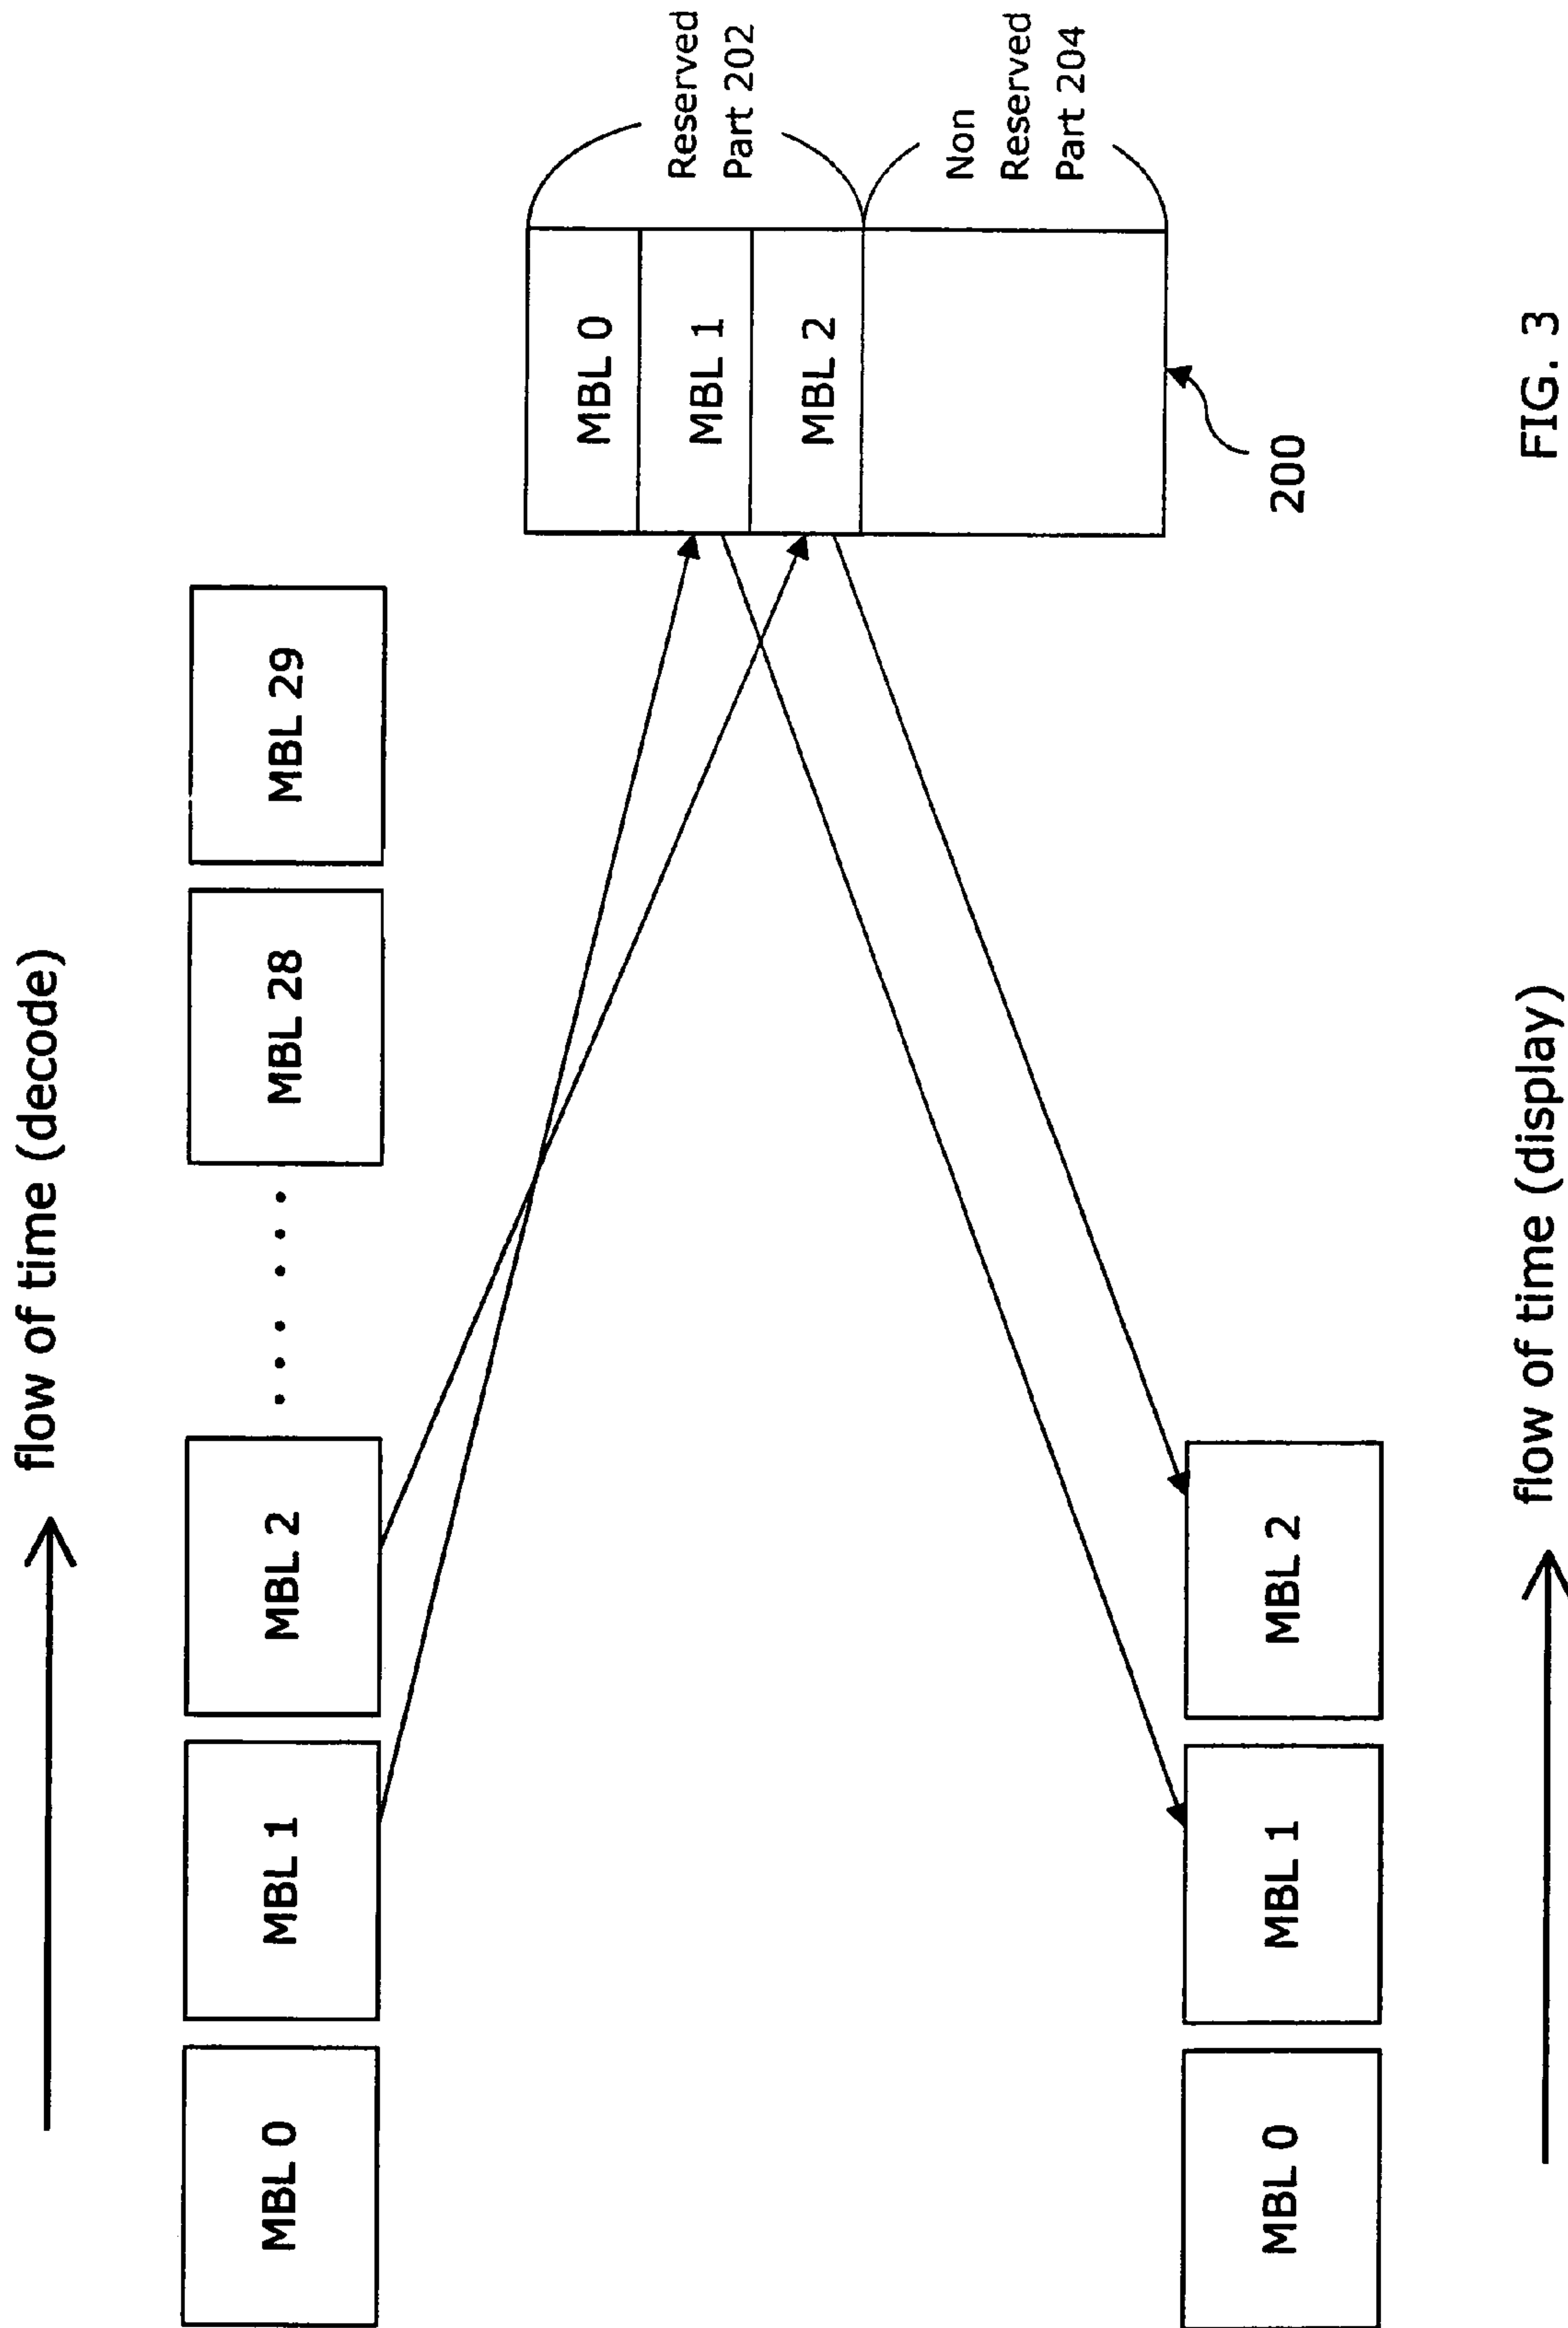 flow of time (decode)
MBL 0
MBL 1
MBL 2
......
MBL 28
MBL 29
MBL 0
MBL 1
MBL 2
Reserved
Part 202
Non
Reserved
Part 204
200
MBL 0
MBL 1
MBL 2
flow of time (display)
FIG. 3